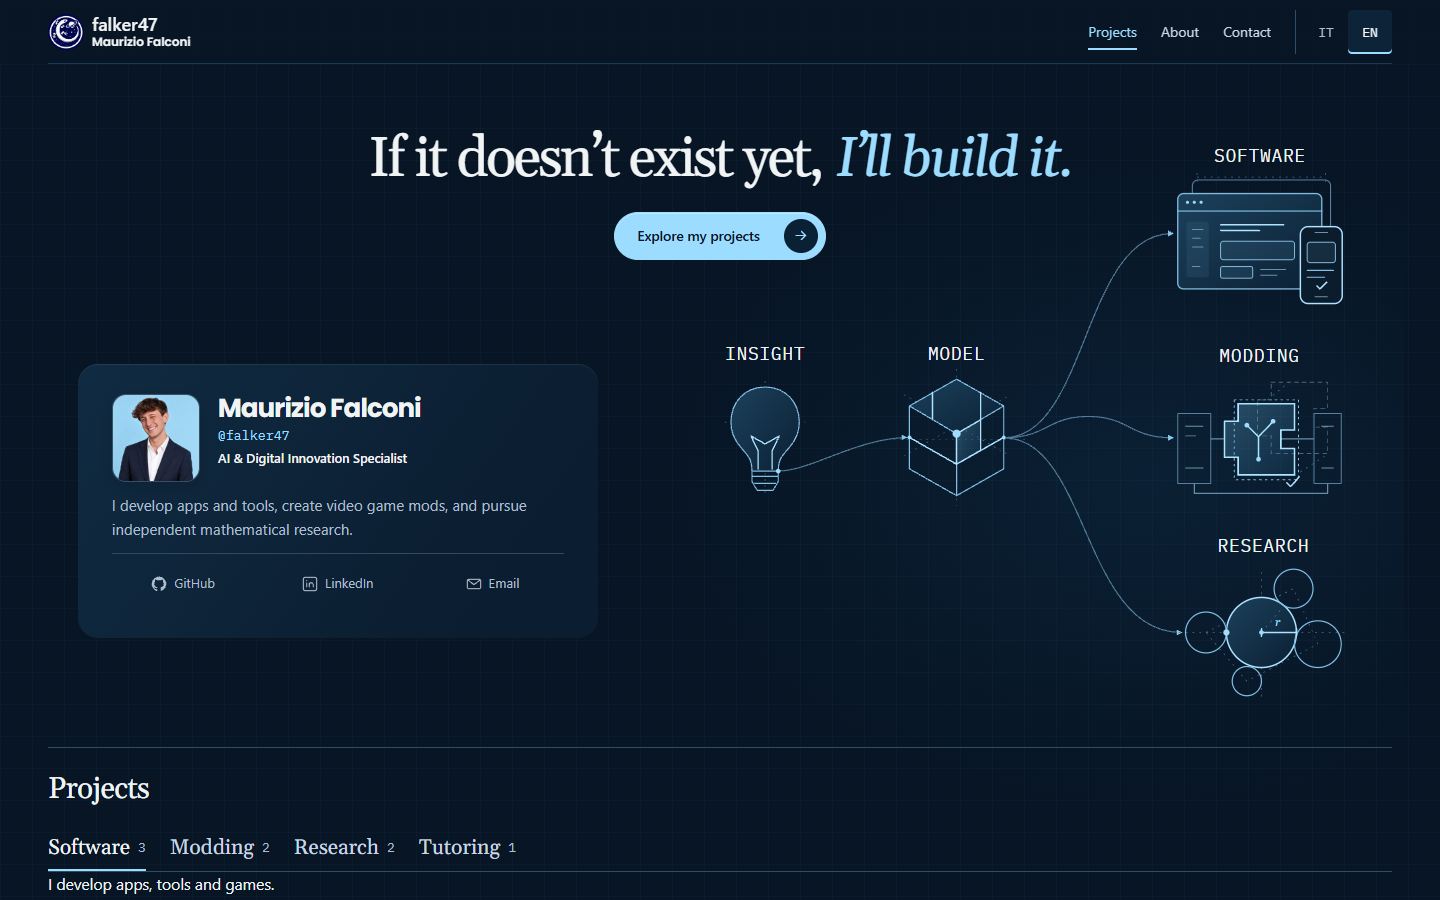 falker47
Maurizio Falconi
Projects
About
Contact
IT
EN
If it doesn’t exist yet, I’ll build it.
Explore my projects
SOFTWARE
INSIGHT
MODEL
MODDING
Maurizio Falconi
@falker47
AI & Digital Innovation Specialist
I develop apps and tools, create video game mods, and pursue
independent mathematical research.
GitHub
LinkedIn
Email
RESEARCH
r
Projects
Software 3
Modding 2
Research 2
Tutoring 1
I develop apps, tools and games.